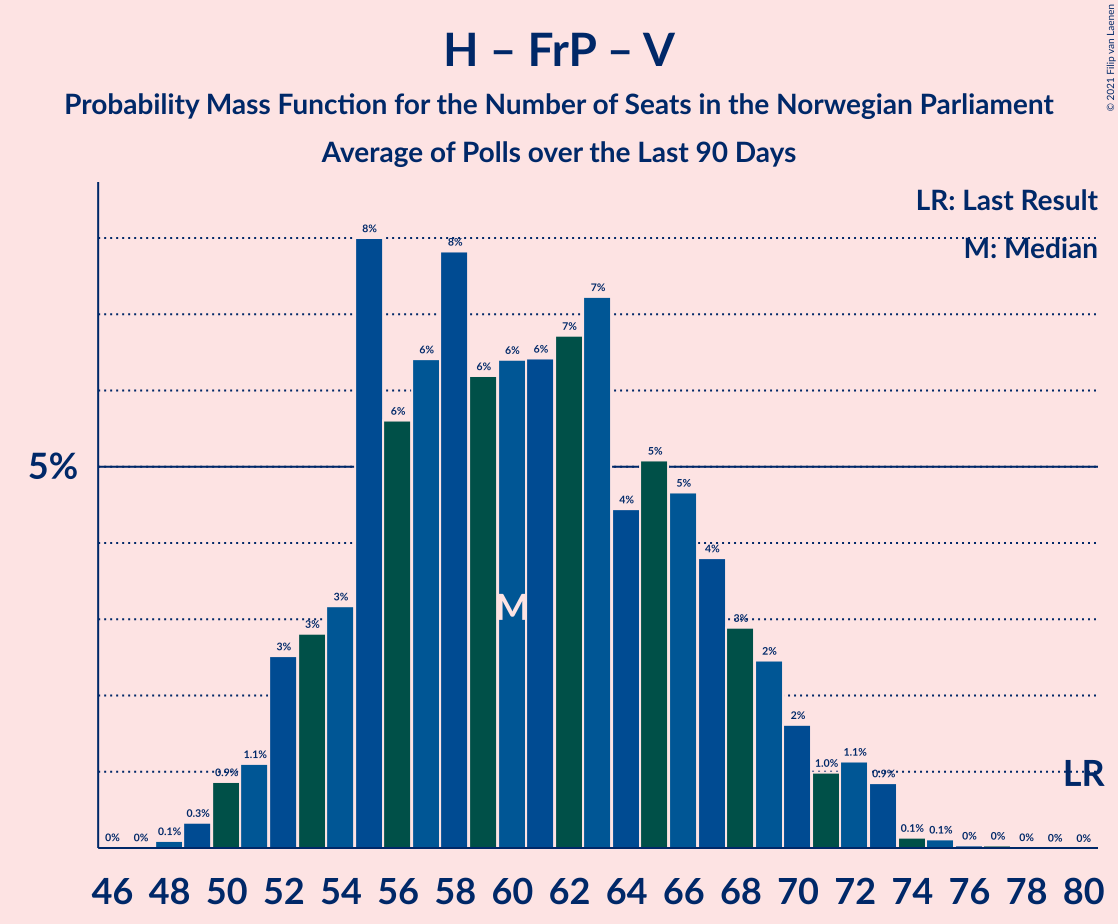 H – FrP – V
Probability Mass Function for the Number of Seats in the Norwegian Parliament
Average of Polls over the Last 90 Days
© 2021 Filip van Laenen
LR: Last Result
M: Median
5%
0% 0% 0.1% 0.3% 0.9% 1.1% 3% 3% 3% 8% 6% 6% 8% 6% 6% 6% 7% 7% 4% 5% 5% 4% 3% 2% 2% 1.0% 1.1% 0.9% 0.1% 0.1% 0% 0% 0% 0% 0%
M
LR
46 48 50 52 54 56 58 60 62 64 66 68 70 72 74 76 78 80